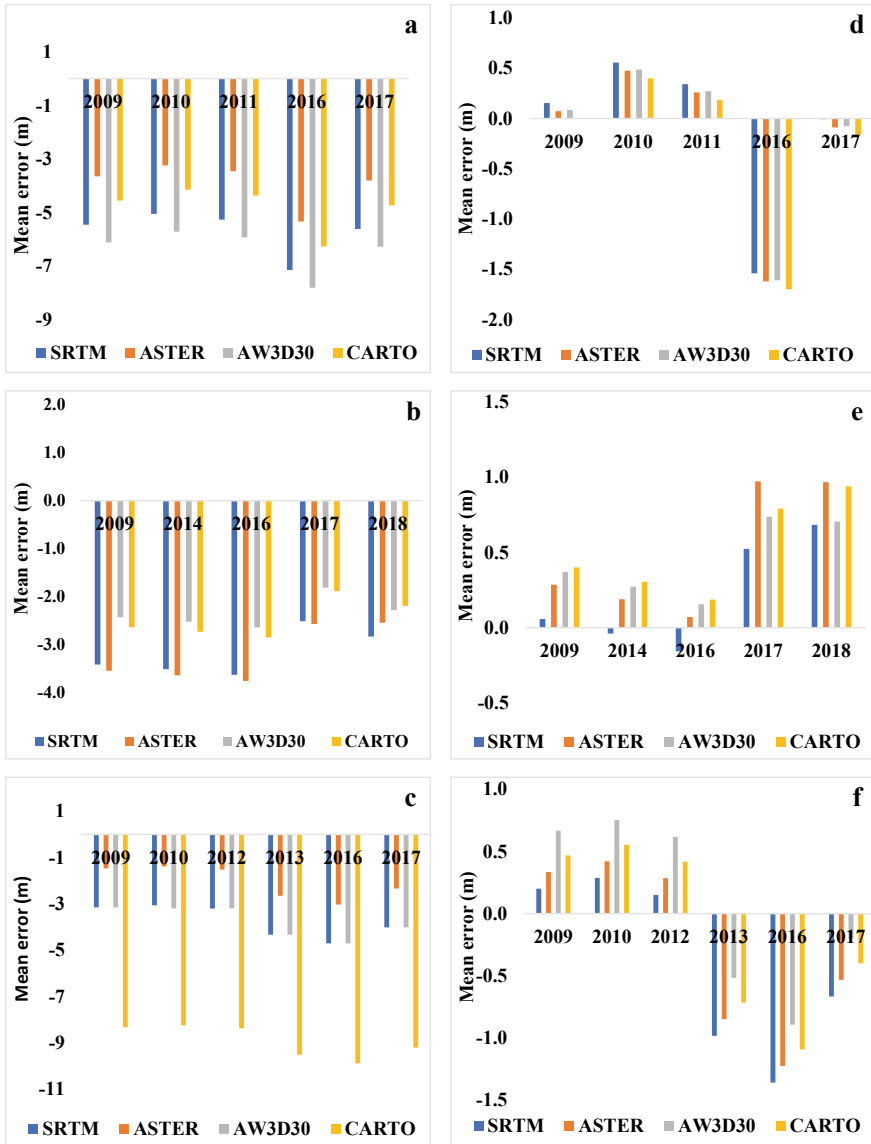 a
1
-1
-3
-5
-7
-9
Mean error (m)
2009 2010 2011 2016 2017
SRTM ASTER AW3D30 CARTO
d
1.0
0.5
0.0
-0.5
-1.0
-1.5
-2.0
Mean error (m)
2009 2010 2011 2016 2017
SRTM ASTER AW3D30 CARTO
b
2.0
1.0
0.0
-1.0
-2.0
-3.0
-4.0
Mean error (m)
2009 2014 2016 2017 2018
SRTM ASTER AW3D30 CARTO
e
1.5
1.0
0.5
0.0
-0.5
Mean error (m)
2009 2014 2016 2017 2018
SRTM ASTER AW3D30 CARTO
c
1
-1
-3
-5
-7
-9
-11
Mean error (m)
2009 2010 2012 2013 2016 2017
SRTM ASTER AW3D30 CARTO
f
1.0
0.5
0.0
-0.5
-1.0
-1.5
Mean error (m)
2009 2010 2012 2013 2016 2017
SRTM ASTER AW3D30 CARTO